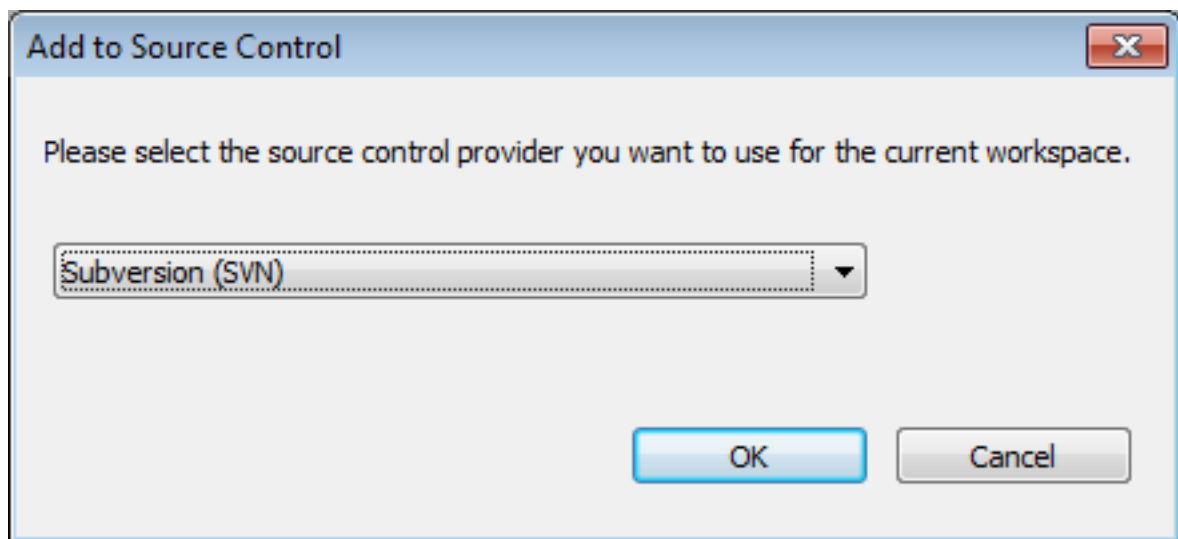 Add to Source Control
Please select the source control provider you want to use for the current workspace.
Subversion (SVN)
OK
Cancel